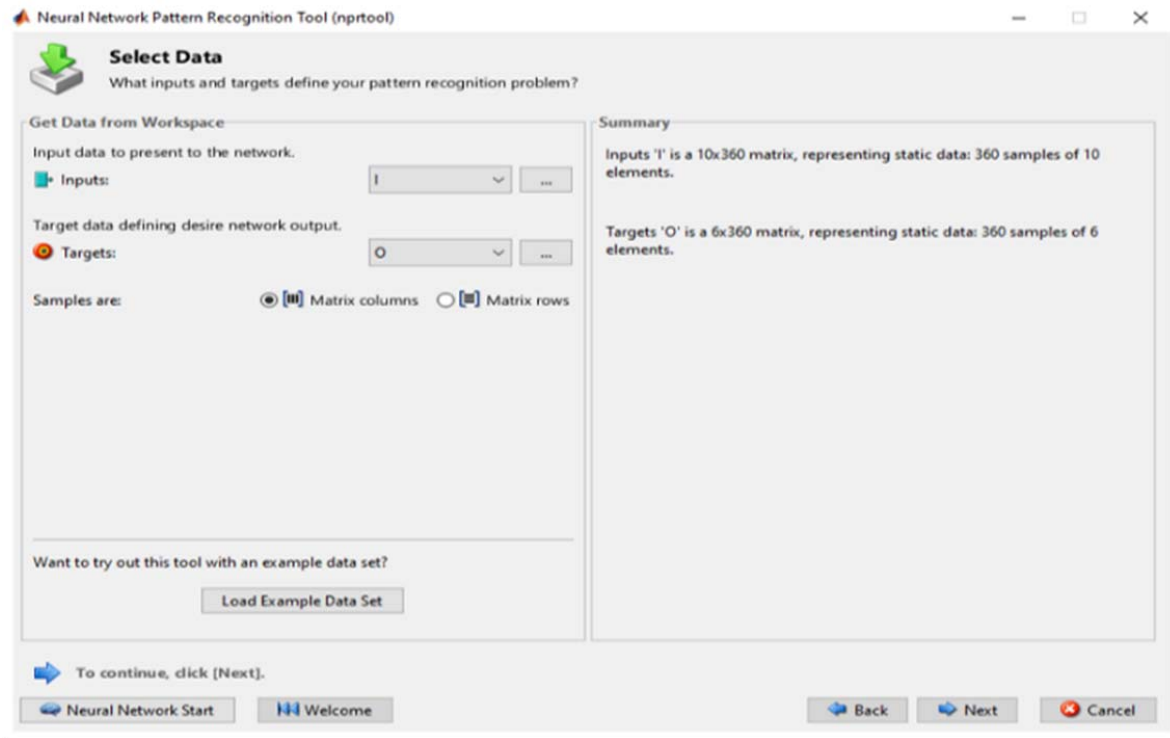 Neural Network Pattern Recognition Tool (nprtool)
Select Data
What inputs and targets define your pattern recognition problem?
Get Data from Workspace
Input data to present to the network.
Inputs:
I
...
Target data defining desire network output.
Targets:
O
...
Samples are:
Matrix columns
Matrix rows
Want to try out this tool with an example data set?
Load Example Data Set
Summary
Inputs 'I' is a 10x360 matrix, representing static data: 360 samples of 10
elements.
Targets 'O' is a 6x360 matrix, representing static data: 360 samples of 6
elements.
To continue, click [Next].
Neural Network Start
Welcome
Back
Next
Cancel